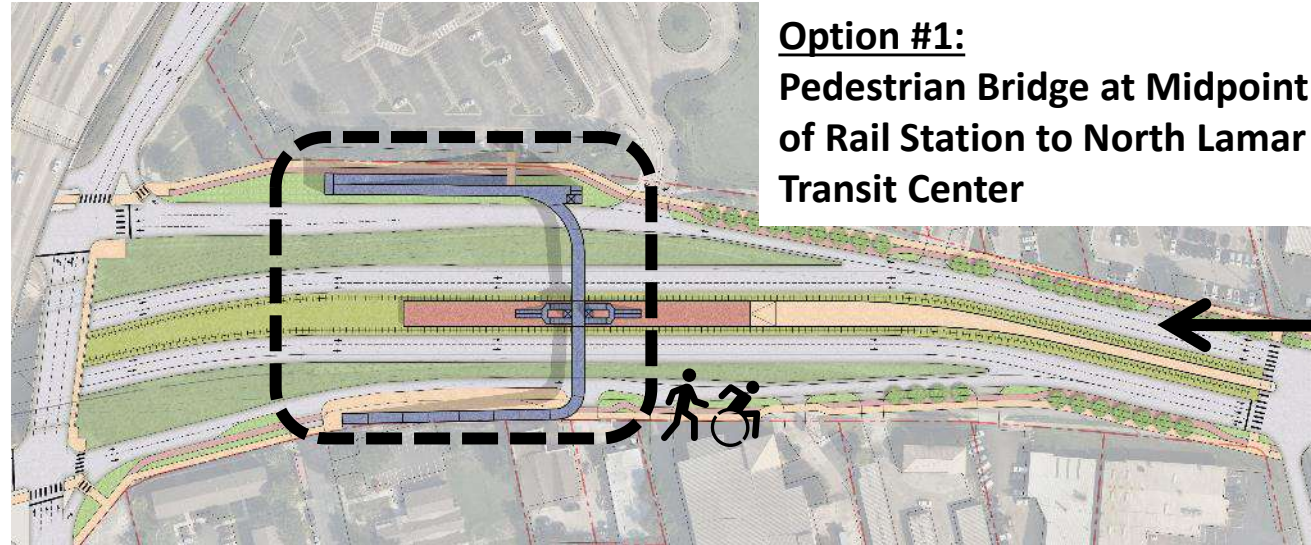 Option #1:
Pedestrian Bridge at Midpoint
of Rail Station to North Lamar
Transit Center